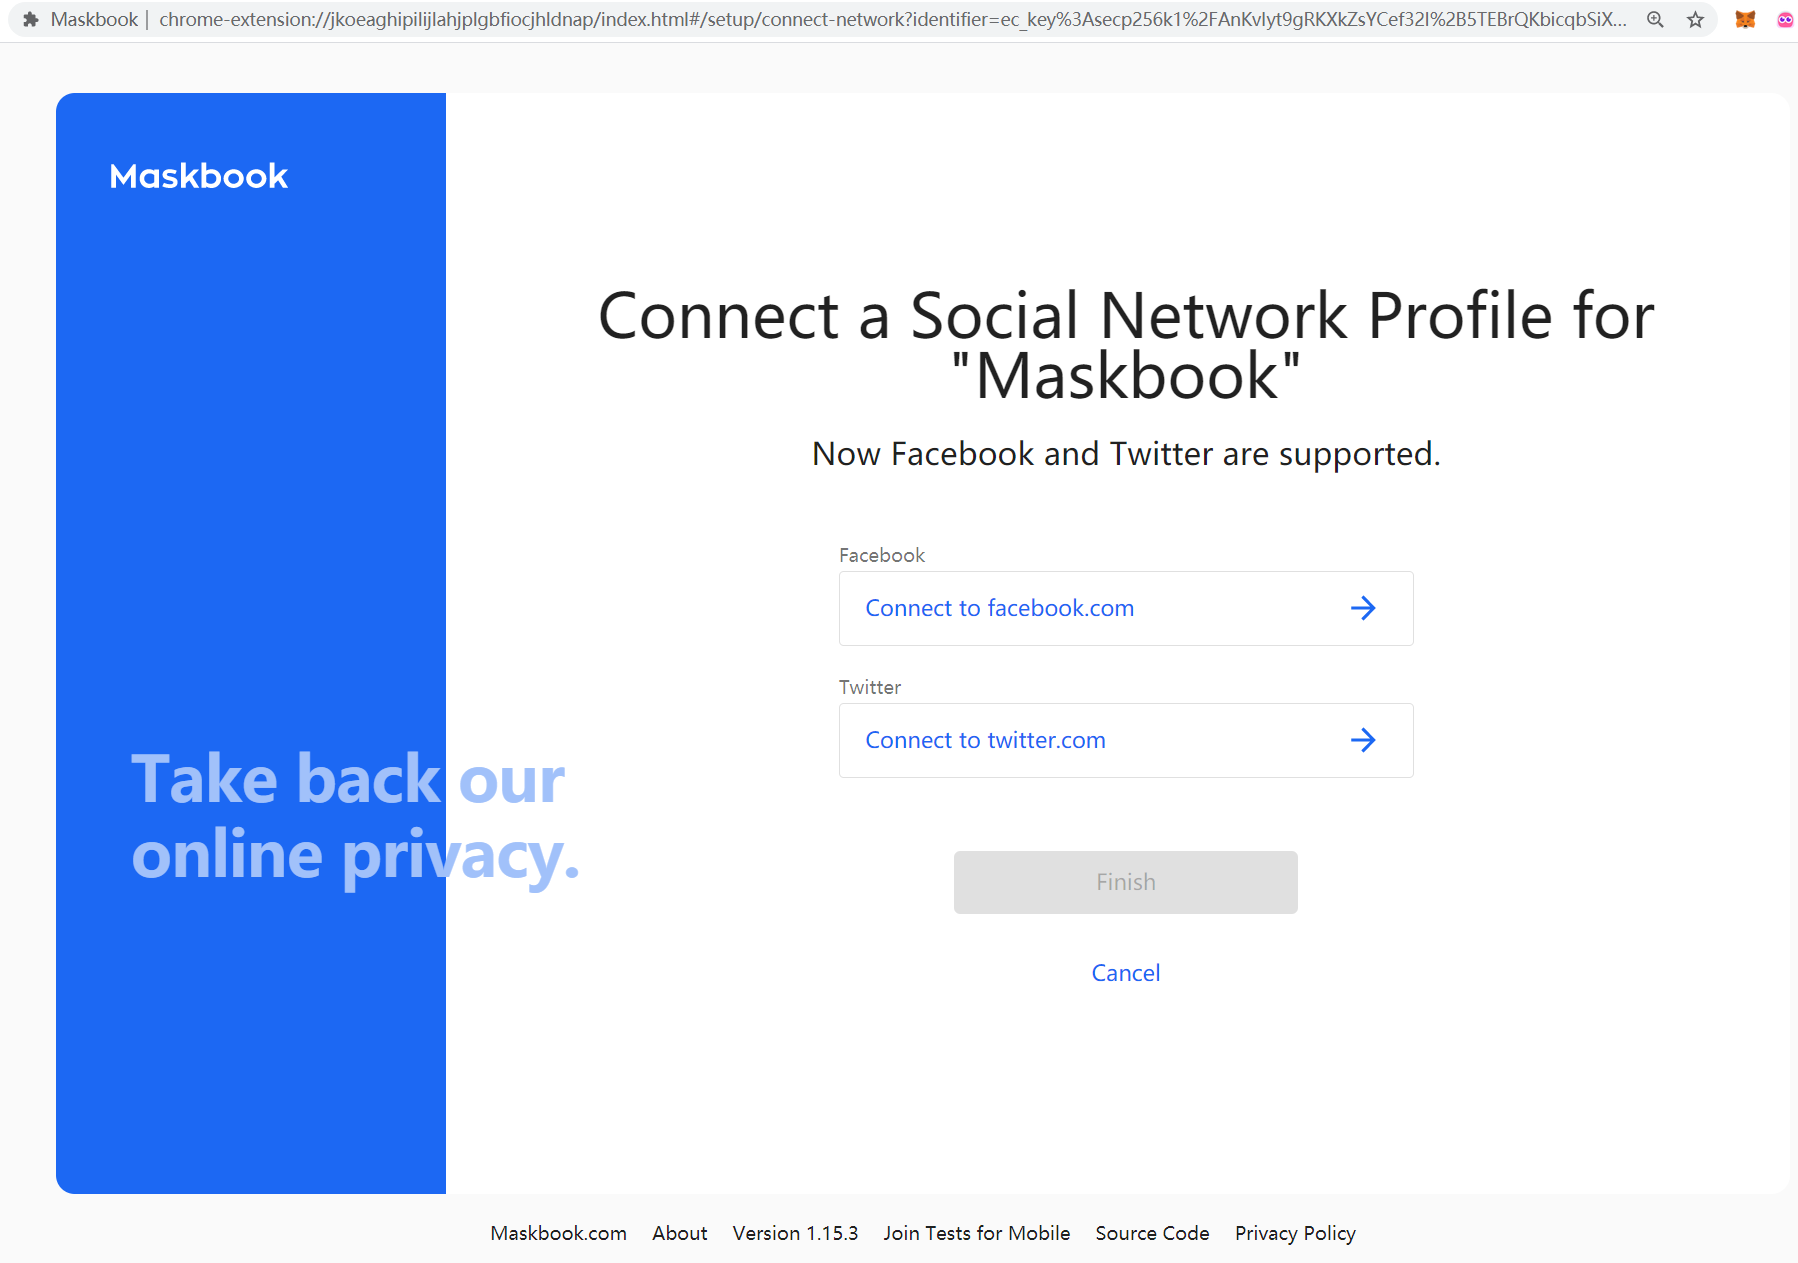 Maskbook | chrome-extension://jkoeaghipilijlahjplgbfiocjhldnap/index.html#/setup/connect-network?identifier=ec_key%3Asecp256k1%2FAnKvIyt9gRKXkZsYCef32I%2B5TEBrQKbicqbSiX...
Maskbook
Connect a Social Network Profile for
"Maskbook"
Now Facebook and Twitter are supported.
Facebook
Connect to facebook.com
Twitter
Connect to twitter.com
Take back our
online privacy.
Finish
Cancel
Maskbook.com About Version 1.15.3 Join Tests for Mobile Source Code Privacy Policy